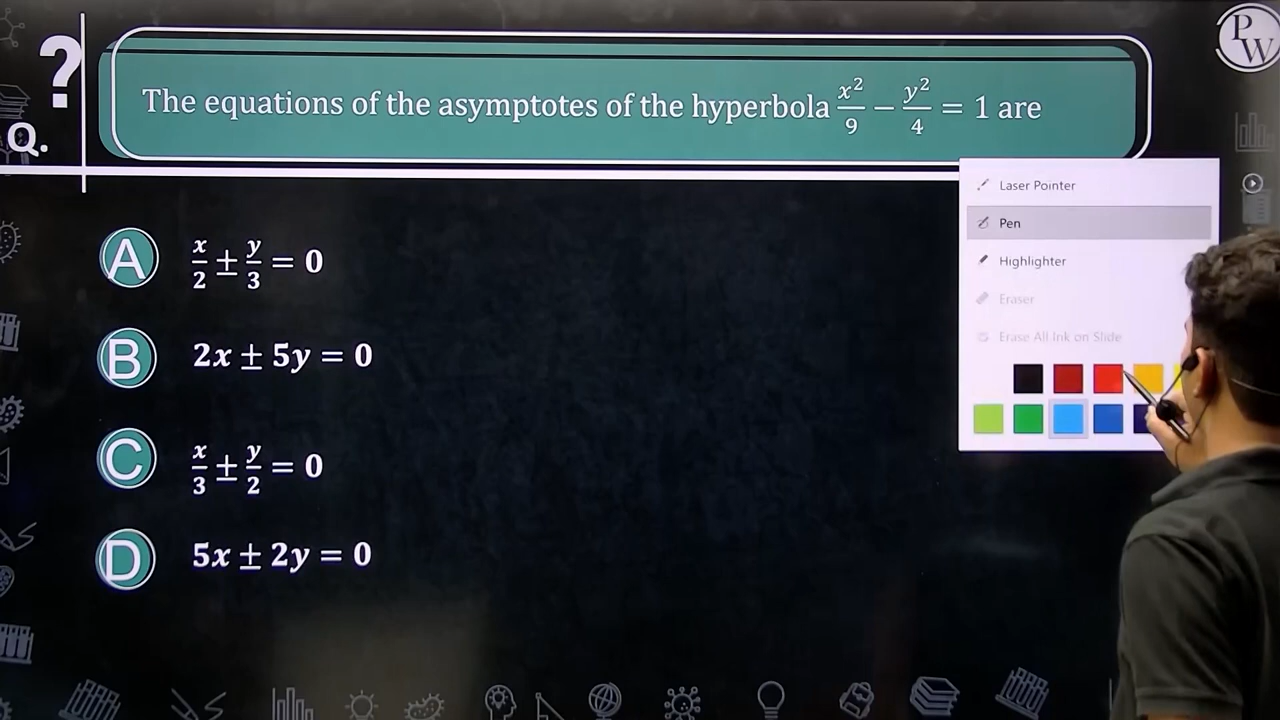 PW
?
Q.
The equations of the asymptotes of the hyperbola x²/9 − y²/4 = 1 are
Laser Pointer
Pen
Highlighter
Eraser
Erase All Ink on Slide
A x/2 ± y/3 = 0
B 2x ± 5y = 0
C x/3 ± y/2 = 0
D 5x ± 2y = 0